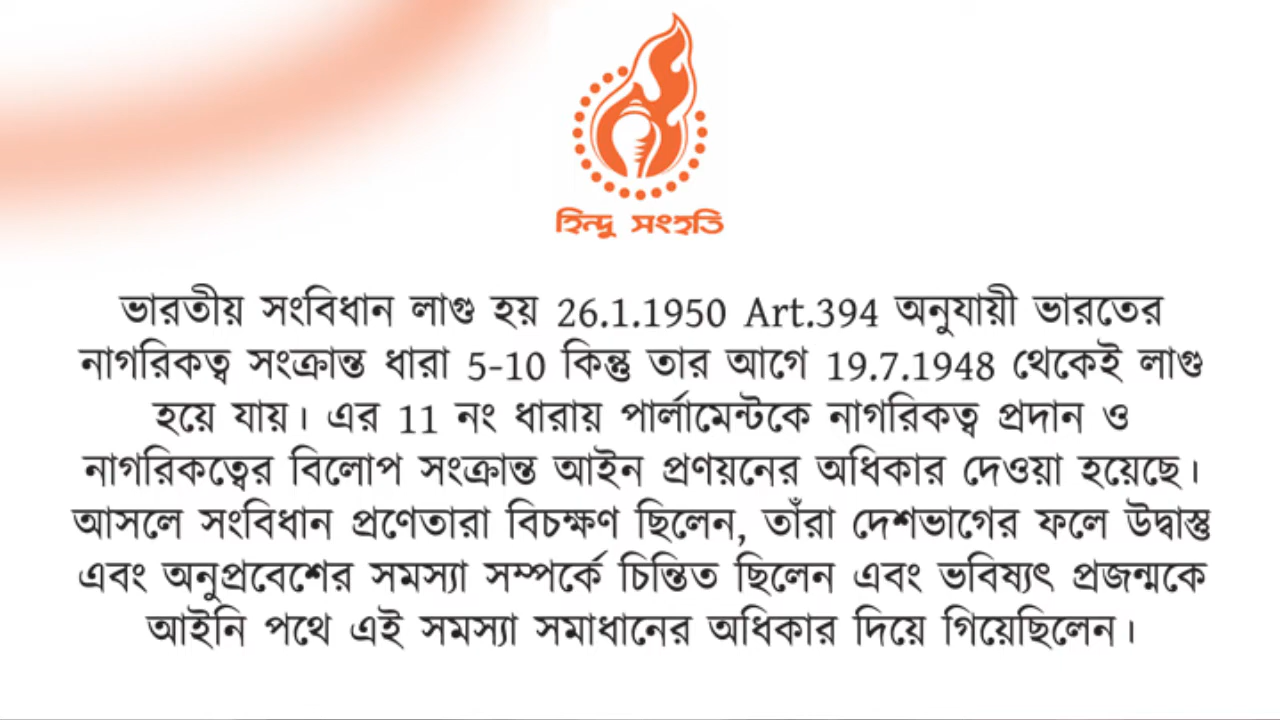 হিন্দু সংহতি
ভারতীয় সংবিধান লাগু হয় 26.1.1950 Art.394 অনুযায়ী ভারতের
নাগরিকত্ব সংক্রান্ত ধারা 5-10 কিন্তু তার আগে 19.7.1948 থেকেই লাগু
হয়ে যায়। এর 11 নং ধারায় পার্লামেন্টকে নাগরিকত্ব প্রদান ও
নাগরিকত্বের বিলোপ সংক্রান্ত আইন প্রণয়নের অধিকার দেওয়া হয়েছে।
আসলে সংবিধান প্রণেতারা বিচক্ষণ ছিলেন, তাঁরা দেশভাগের ফলে উদ্বাস্তু
এবং অনুপ্রবেশের সমস্যা সম্পর্কে চিন্তিত ছিলেন এবং ভবিষ্যৎ প্রজন্মকে
আইনি পথে এই সমস্যা সমাধানের অধিকার দিয়ে গিয়েছিলেন।